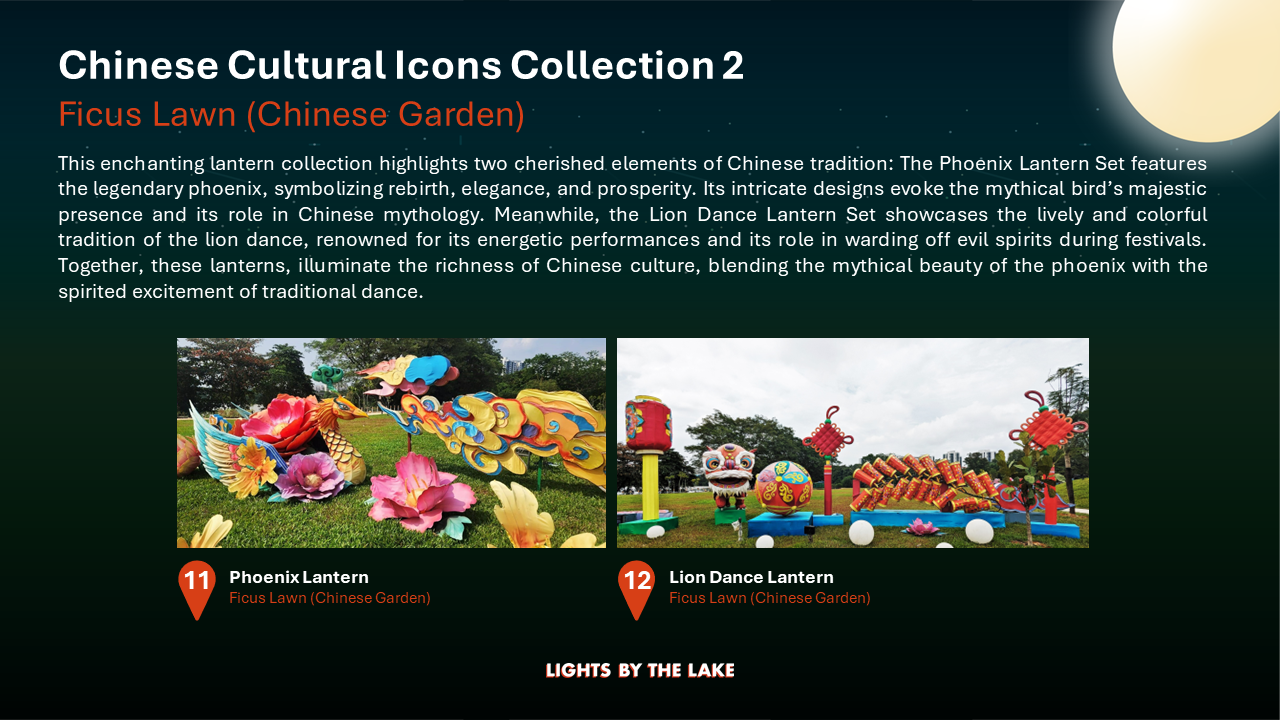 Chinese Cultural Icons Collection 2
Ficus Lawn (Chinese Garden)
This enchanting lantern collection highlights two cherished elements of Chinese tradition: The Phoenix Lantern Set features
the legendary phoenix, symbolizing rebirth, elegance, and prosperity. Its intricate designs evoke the mythical bird’s majestic
presence and its role in Chinese mythology. Meanwhile, the Lion Dance Lantern Set showcases the lively and colorful
tradition of the lion dance, renowned for its energetic performances and its role in warding off evil spirits during festivals.
Together, these lanterns, illuminate the richness of Chinese culture, blending the mythical beauty of the phoenix with the
spirited excitement of traditional dance.
11
Phoenix Lantern
Ficus Lawn (Chinese Garden)
12
Lion Dance Lantern
Ficus Lawn (Chinese Garden)
LIGHTS BY THE LAKE